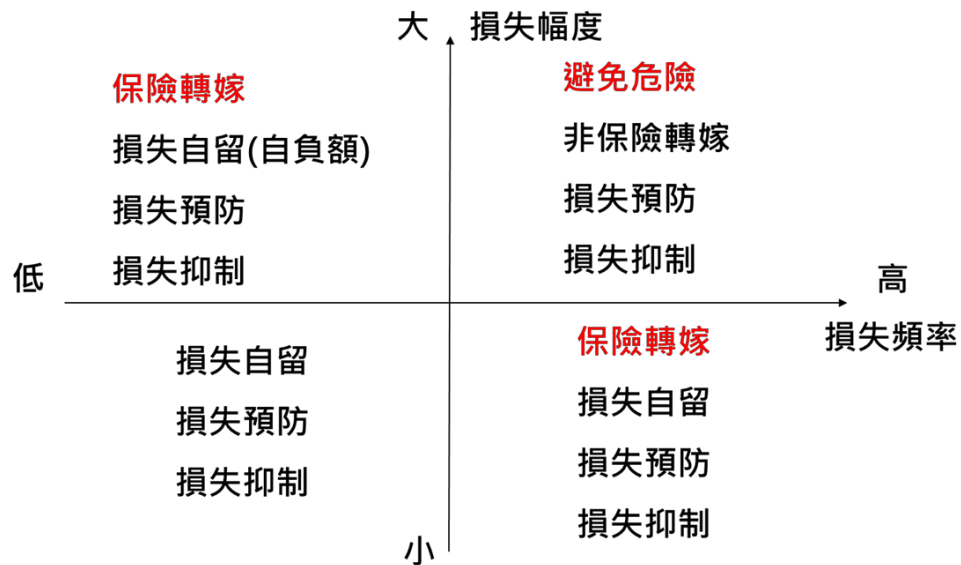 大 損失幅度
保險轉嫁
損失自留(自負額)
損失預防
損失抑制
避免危險
非保險轉嫁
損失預防
損失抑制
低
高
損失頻率
損失自留
損失預防
損失抑制
保險轉嫁
損失自留
損失預防
損失抑制
小